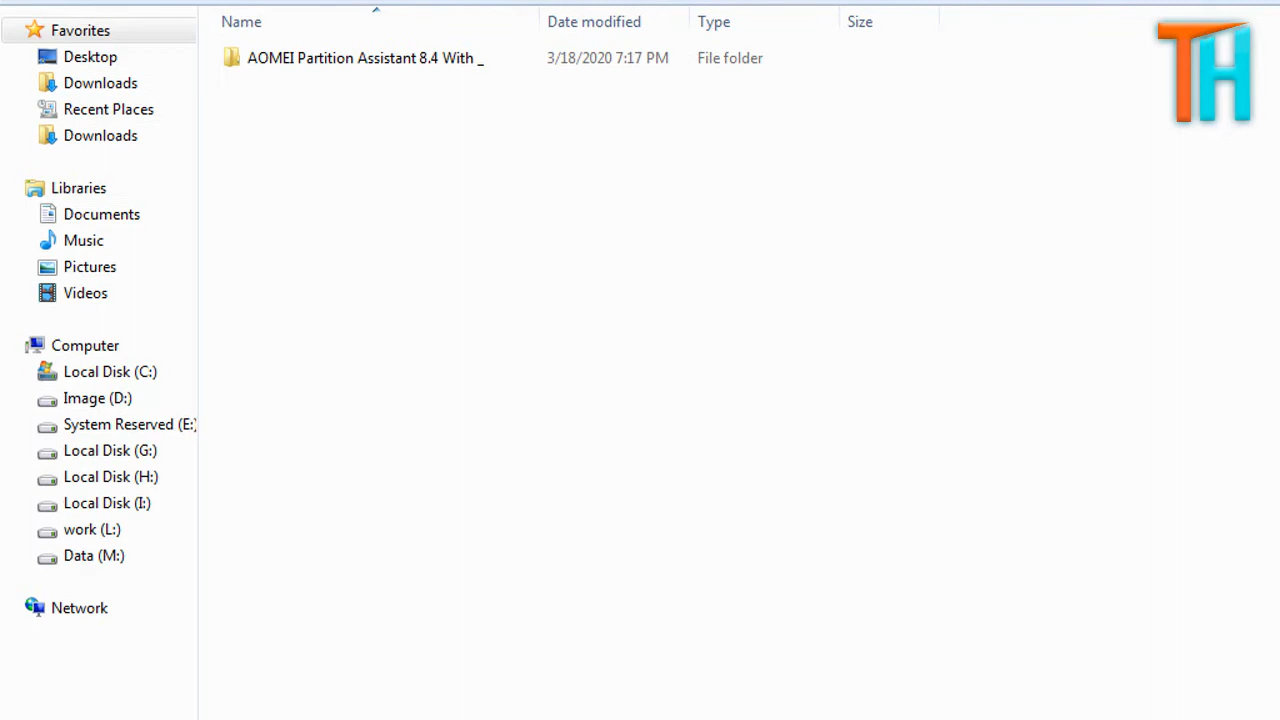 Name Date modified Type Size
AOMEI Partition Assistant 8.4 With _ 3/18/2020 7:17 PM File folder
TH
Favorites
Desktop
Downloads
Recent Places
Downloads
Libraries
Documents
Music
Pictures
Videos
Computer
Local Disk (C:)
Image (D:)
System Reserved (E:)
Local Disk (G:)
Local Disk (H:)
Local Disk (I:)
work (L:)
Data (M:)
Network